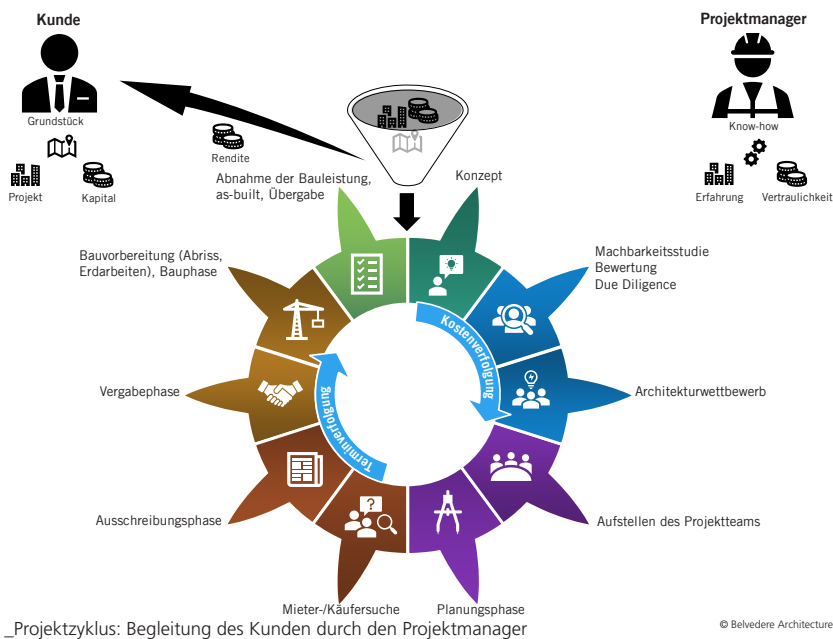 Kunde
Grundstück
Projekt
Kapital
Rendite
Projektmanager
Know-how
Erfahrung
Vertraulichkeit
Abnahme der Bauleistung,
as-built, Übergabe
Konzept
Machbarkeitsstudie
Bewertung
Due Diligence
Architekturwettbewerb
Aufstellen des Projektteams
Planungsphase
Mieter-/Käufersuche
Ausschreibungsphase
Vergabephase
Bauvorbereitung (Abriss,
Erdarbeiten), Bauphase
Kostenverfolgung
Terminverfolgung
?
_Projektzyklus: Begleitung des Kunden durch den Projektmanager
© Belvedere Architecture